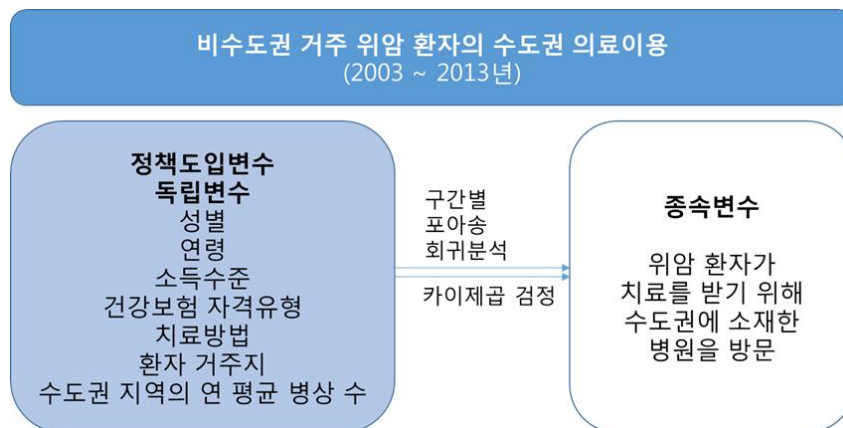 비수도권 거주 위암 환자의 수도권 의료이용
(2003 ~ 2013년)
정책도입변수
독립변수
성별
연령
소득수준
건강보험 자격유형
치료방법
환자 거주지
수도권 지역의 연 평균 병상 수
구간별
포아송
회귀분석
카이제곱 검정
종속변수
위암 환자가
치료를 받기 위해
수도권에 소재한
병원을 방문